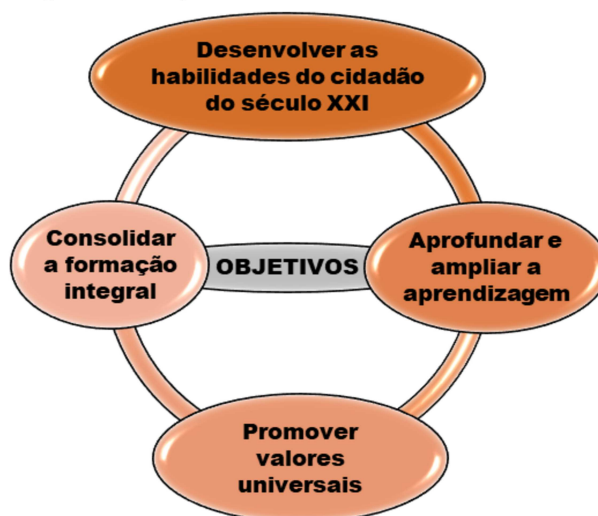 Desenvolver as
habilidades do cidadão
do século XXI
Consolidar
a formação
integral
OBJETIVOS
Aprofundar e
ampliar a
aprendizagem
Promover
valores
universais